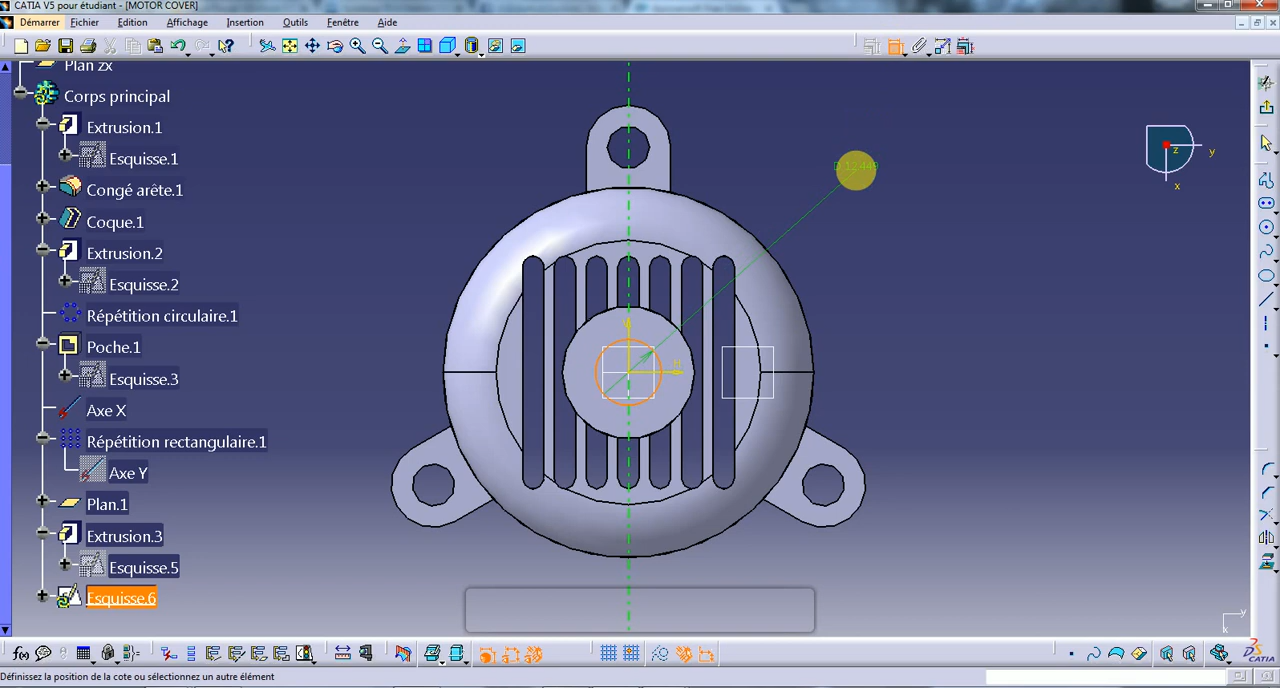 CATIA V5 pour étudiant - [MOTOR COVER]
Démarrer Fichier Edition Affichage Insertion Outils Fenêtre Aide
Plan zx
Corps principal
Extrusion.1
Esquisse.1
Congé arête.1
Coque.1
Extrusion.2
Esquisse.2
Répétition circulaire.1
Poche.1
Esquisse.3
Axe X
Répétition rectangulaire.1
Axe Y
Plan.1
Extrusion.3
Esquisse.5
Esquisse.6
z
y
x
y
x
f(x)
CATIA
Définissez la position de la cote ou sélectionnez un autre élément